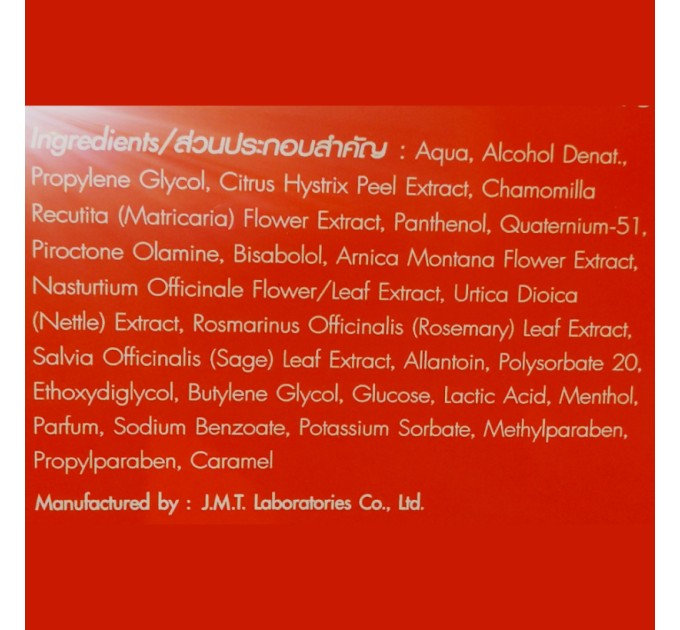 Ingredients/ส่วนประกอบสำคัญ : Aqua, Alcohol Denat.,
Propylene Glycol, Citrus Hystrix Peel Extract, Chamomilla
Recutita (Matricaria) Flower Extract, Panthenol, Quaternium-51,
Piroctone Olamine, Bisabolol, Arnica Montana Flower Extract,
Nasturtium Officinale Flower/Leaf Extract, Urtica Dioica
(Nettle) Extract, Rosmarinus Officinalis (Rosemary) Leaf Extract,
Salvia Officinalis (Sage) Leaf Extract, Allantoin, Polysorbate 20,
Ethoxydiglycol, Butylene Glycol, Glucose, Lactic Acid, Menthol,
Parfum, Sodium Benzoate, Potassium Sorbate, Methylparaben,
Propylparaben, Caramel
Manufactured by : J.M.T. Laboratories Co., Ltd.